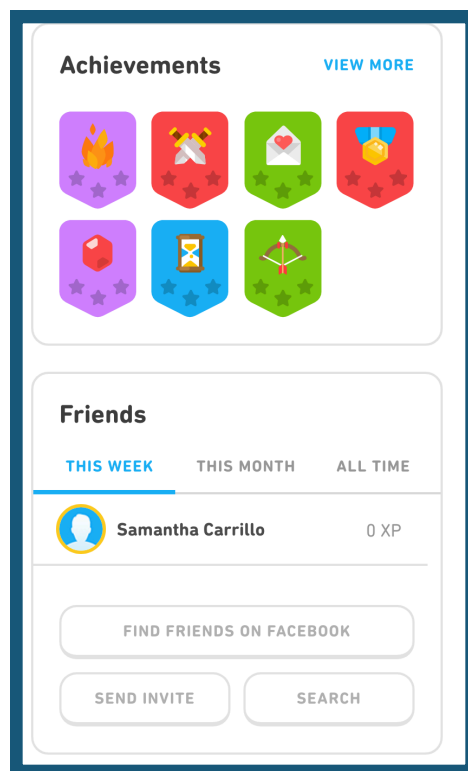 Achievements VIEW MORE
Friends
THIS WEEK THIS MONTH ALL TIME
Samantha Carrillo 0 XP
FIND FRIENDS ON FACEBOOK
SEND INVITE SEARCH